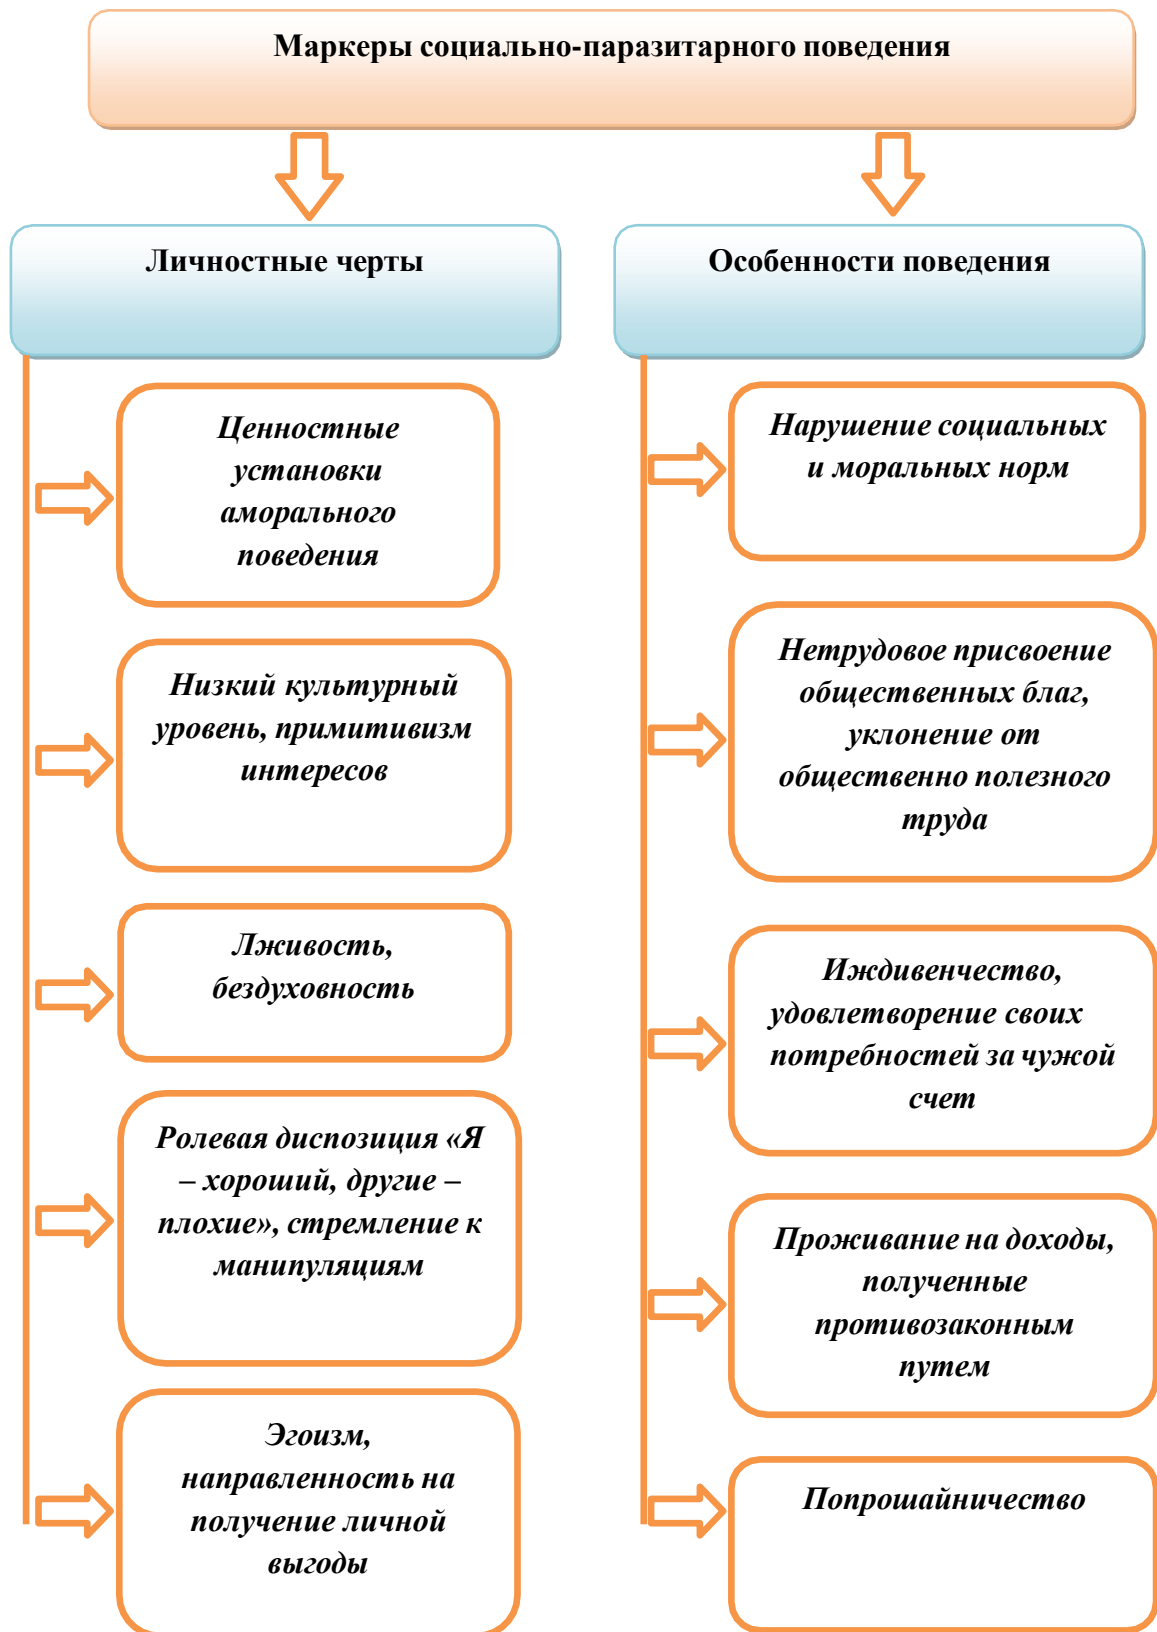 Маркеры социально-паразитарного поведения
Личностные черты
Ценностные
установки
аморального
поведения
Низкий культурный
уровень, примитивизм
интересов
Лживость,
бездуховность
Ролевая диспозиция «Я
– хороший, другие –
плохие», стремление к
манипуляциям
Эгоизм,
направленность на
получение личной
выгоды
Особенности поведения
Нарушение социальных
и моральных норм
Нетрудовое присвоение
общественных благ,
уклонение от
общественно полезного
труда
Иждивенчество,
удовлетворение своих
потребностей за чужой
счет
Проживание на доходы,
полученные
противозаконным
путем
Попрошайничество